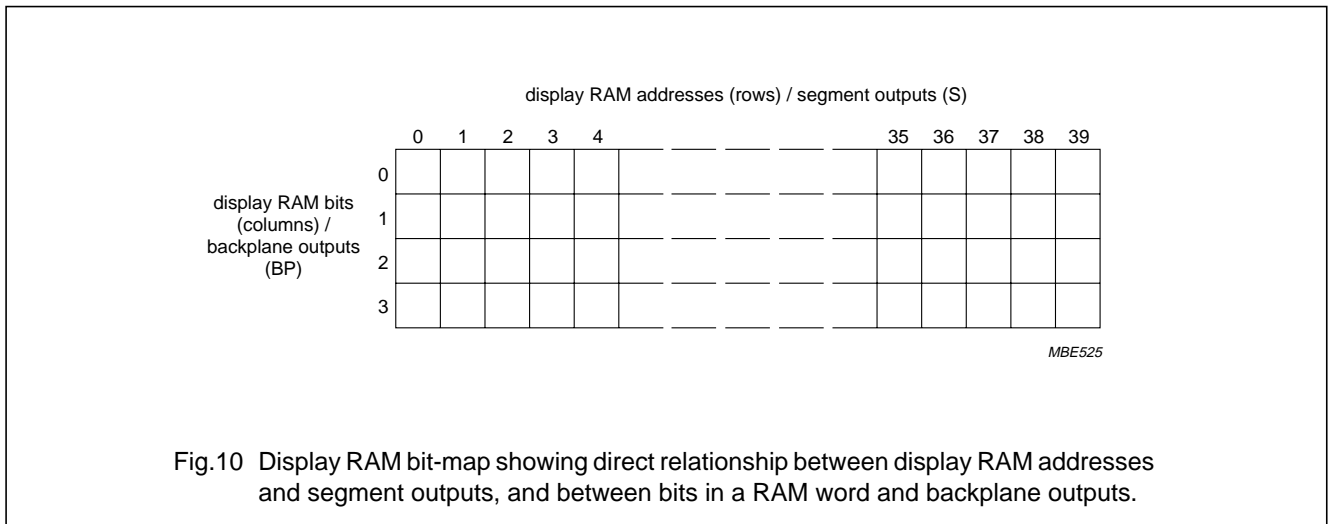 display RAM addresses (rows) / segment outputs (S)
0 1 2 3 4 35 36 37 38 39
0
display RAM bits
(columns) /
backplane outputs
(BP)
1
2
3
MBE525
Fig.10 Display RAM bit-map showing direct relationship between display RAM addresses
and segment outputs, and between bits in a RAM word and backplane outputs.